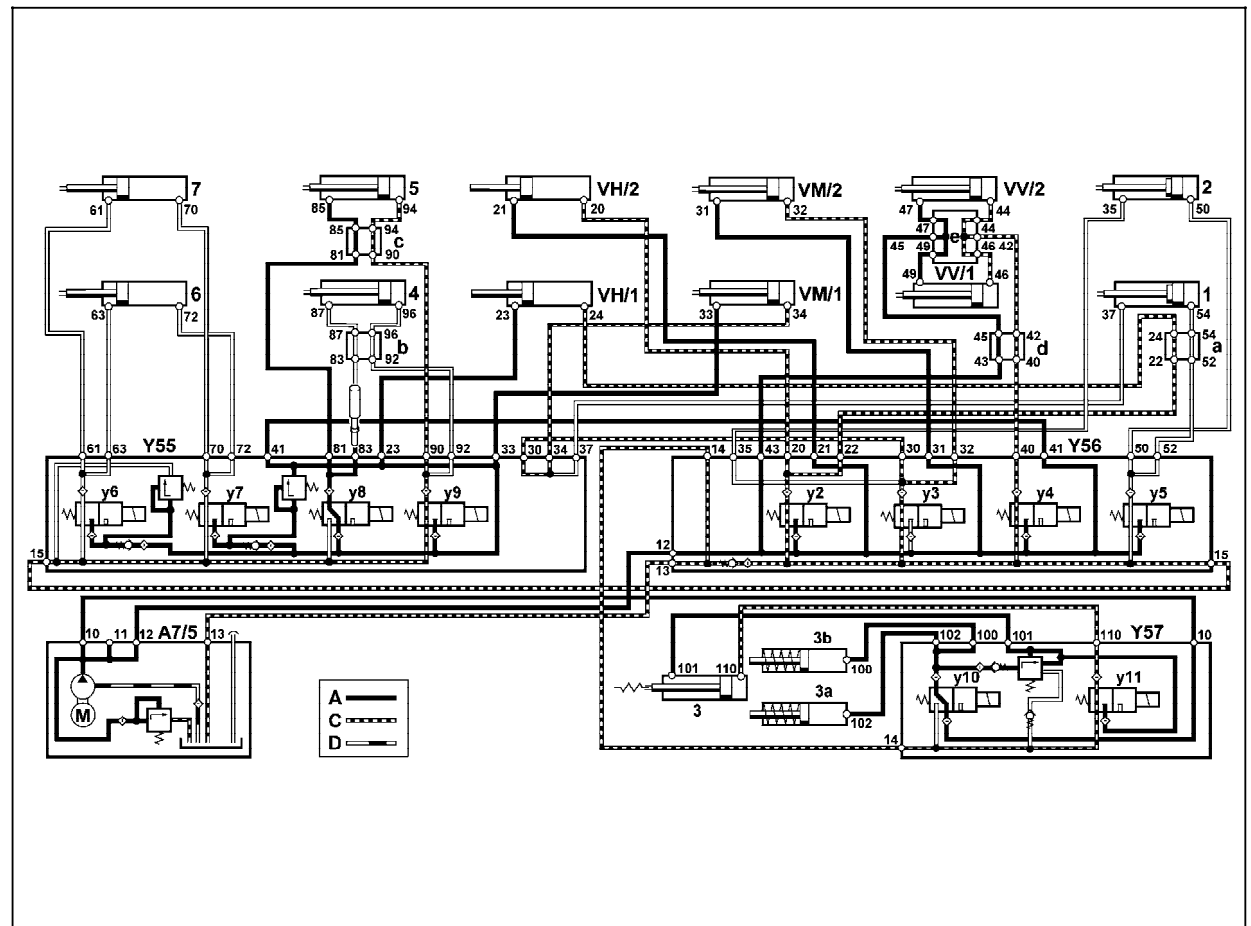 7 5 VH/2 VM/2 VV/2 2
61 70 85 94 21 20 31 32 47 44 35 50
85 94 47 44
c e
81 90 45 49 46 42
VV/1
6 4 VH/1 VM/1 49 46 1
63 72 87 96 23 24 33 34 37 54
87 96 45 42 24 54
b d a
83 92 43 40 22 52
61 63 Y55 70 72 41 81 83 23 90 92 33 30 34 37 14 35 43 20 21 22 30 31 32 40 41 Y56 50 52
y6 y7 y8 y9 y2 y3 y4 y5
15 12 13 15
10 11 12 A7/5 13 102 100 101 110 Y57 10
3b
101 110 100
y10 y11
M A 3 3a
C 102
D 14